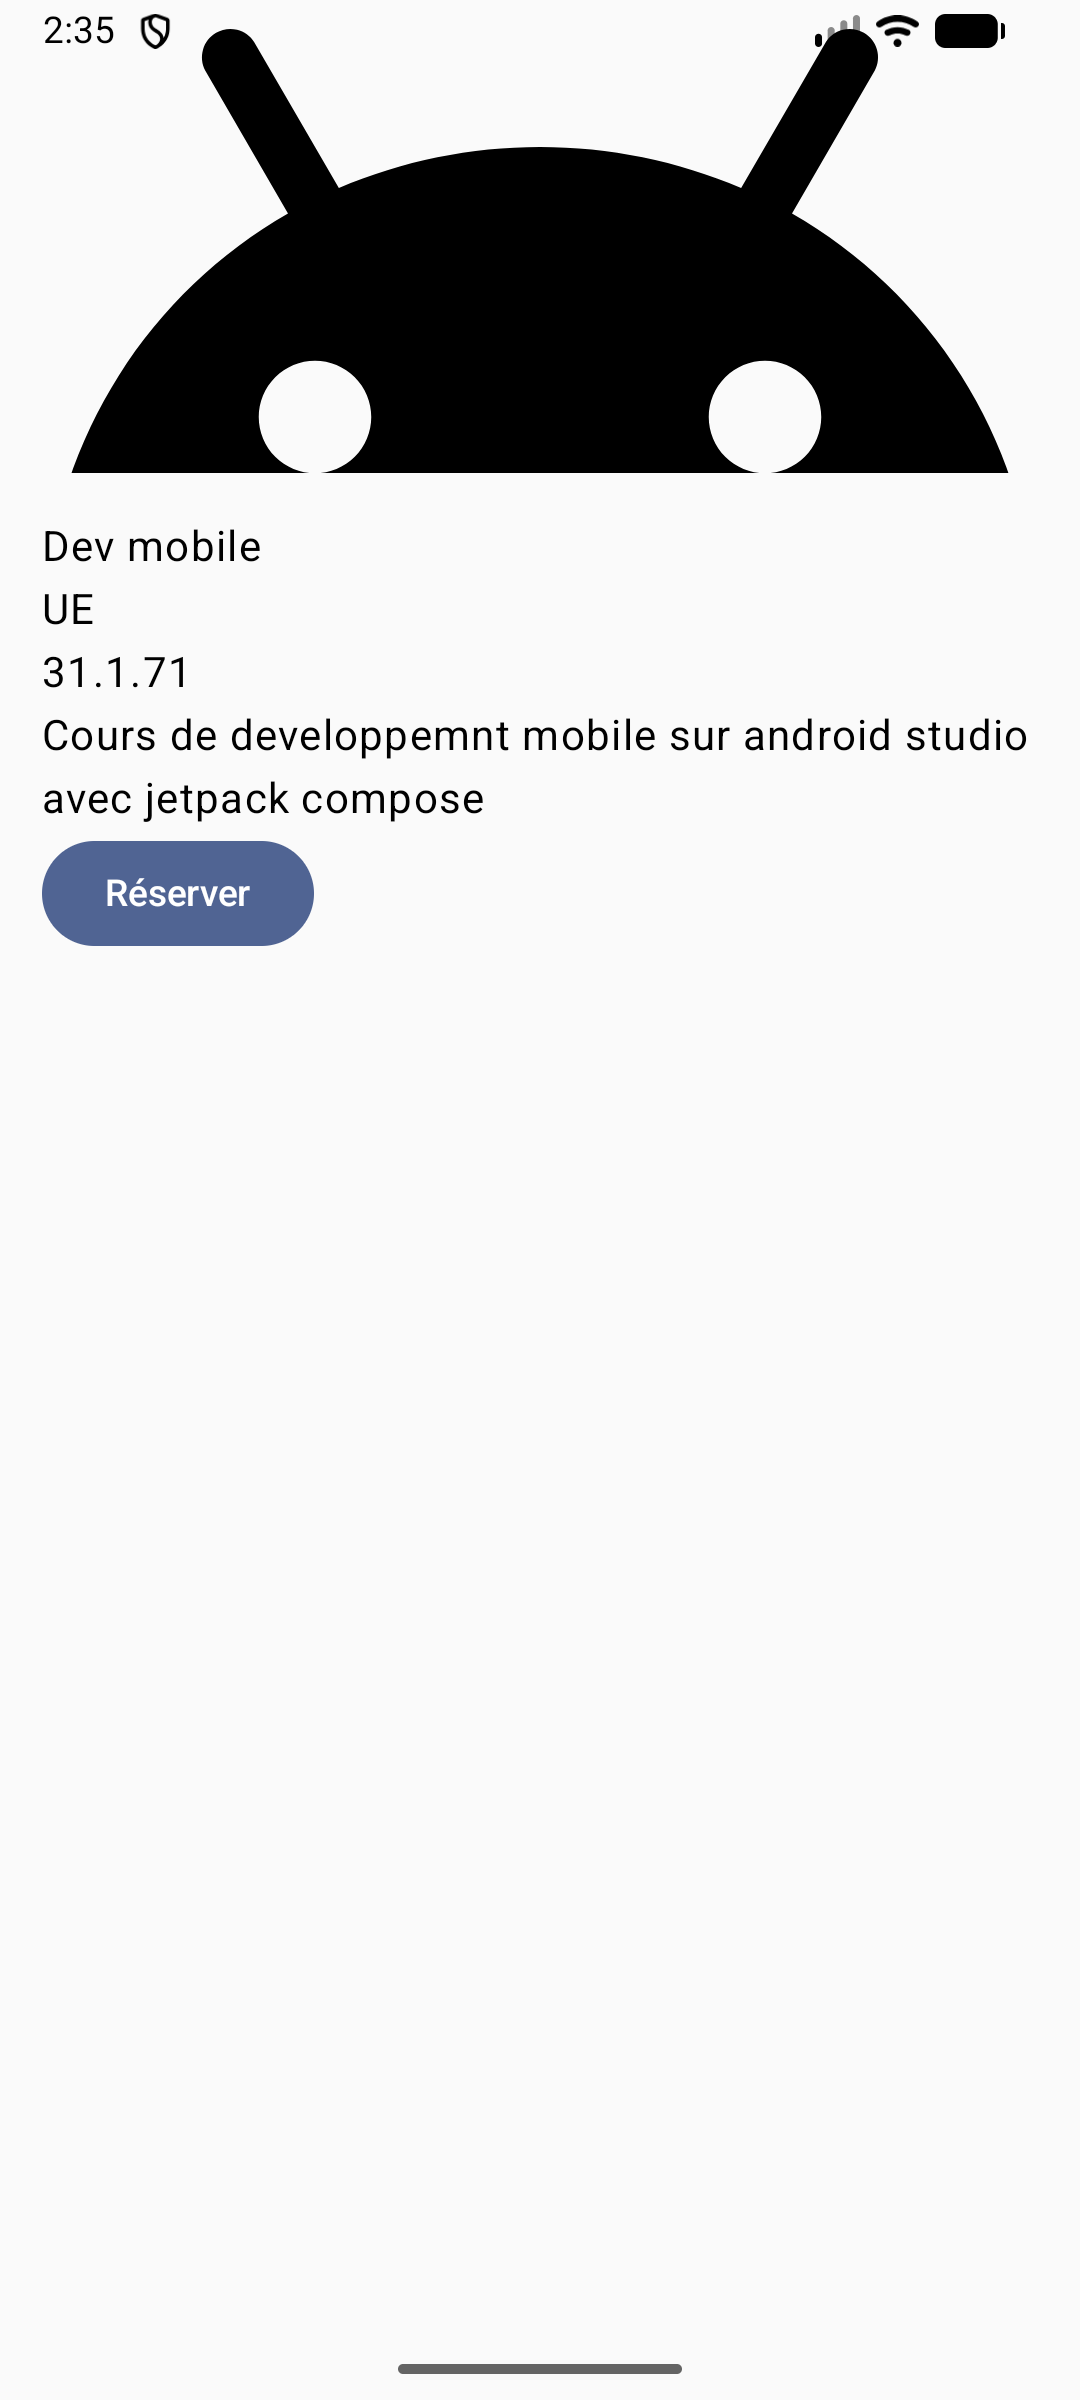 2:35
Dev mobile
UE
31.1.71
Cours de developpemnt mobile sur android studio
avec jetpack compose
Réserver